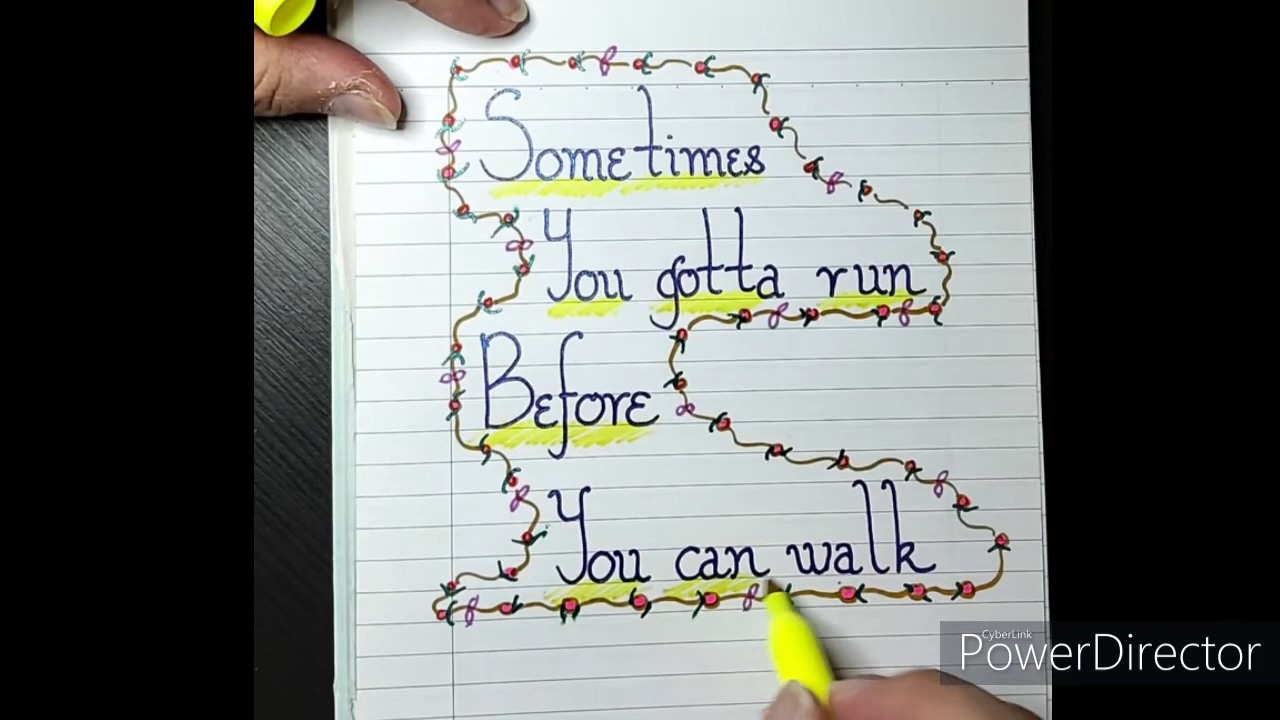 Sometimes
You gotta run
Before
You can walk
CyberLink
PowerDirector